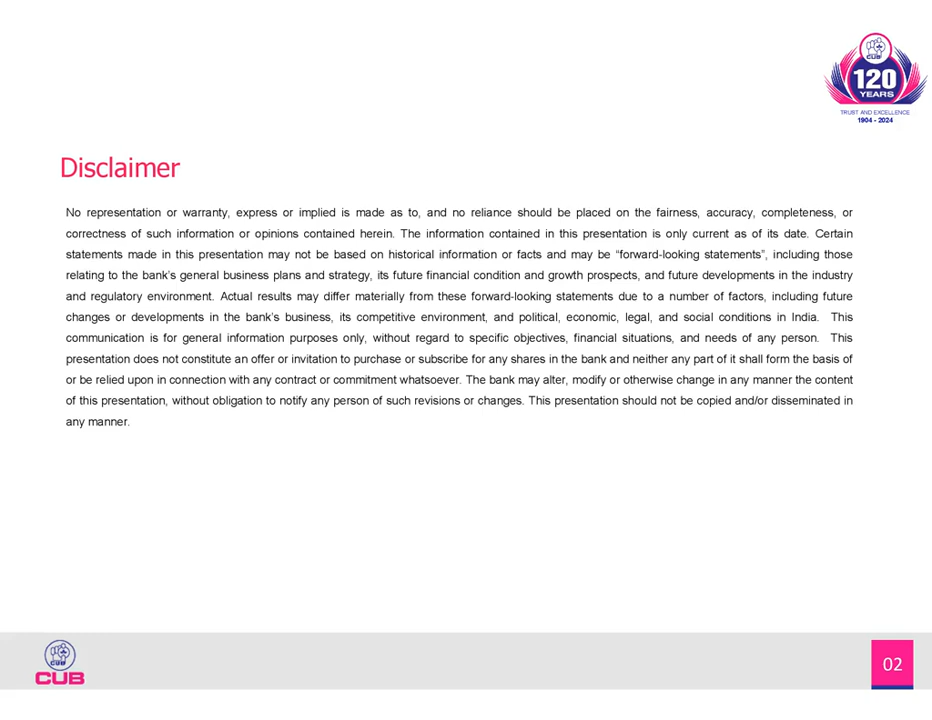 CUB
120
YEARS
TRUST AND EXCELLENCE
1904 - 2024
Disclaimer
No representation or warranty, express or implied is made as to, and no reliance should be placed on the fairness, accuracy, completeness, or
correctness of such information or opinions contained herein. The information contained in this presentation is only current as of its date. Certain
statements made in this presentation may not be based on historical information or facts and may be “forward-looking statements”, including those
relating to the bank’s general business plans and strategy, its future financial condition and growth prospects, and future developments in the industry
and regulatory environment. Actual results may differ materially from these forward-looking statements due to a number of factors, including future
changes or developments in the bank’s business, its competitive environment, and political, economic, legal, and social conditions in India.  This
communication is for general information purposes only, without regard to specific objectives, financial situations, and needs of any person.  This
presentation does not constitute an offer or invitation to purchase or subscribe for any shares in the bank and neither any part of it shall form the basis of
or be relied upon in connection with any contract or commitment whatsoever. The bank may alter, modify or otherwise change in any manner the content
of this presentation, without obligation to notify any person of such revisions or changes. This presentation should not be copied and/or disseminated in
any manner.
CUB
CUB
02